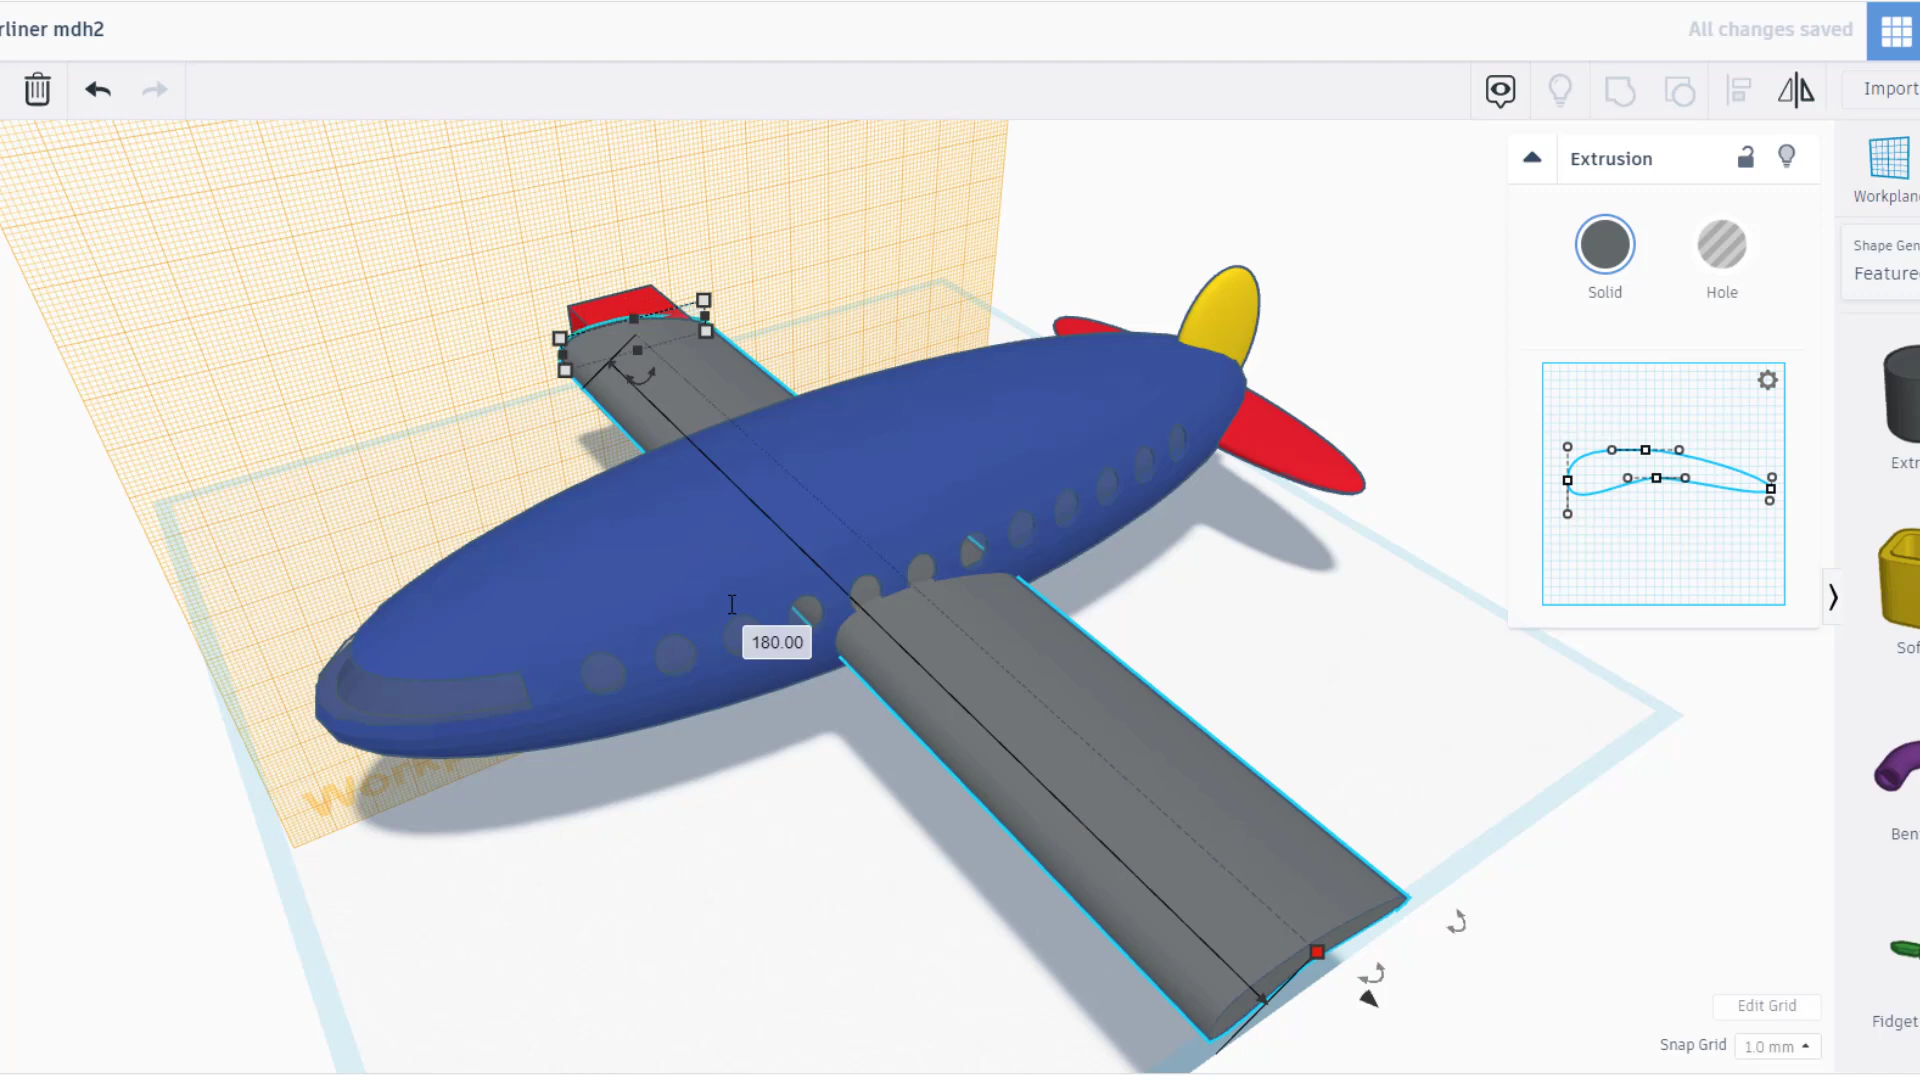 rliner mdh2
All changes saved
Import
Extrusion
Workplan
Solid
Hole
Shape Gen
Feature
Extr
180.00
Work
Sof
Ben
Edit Grid
Fidget
Snap Grid
1.0 mm